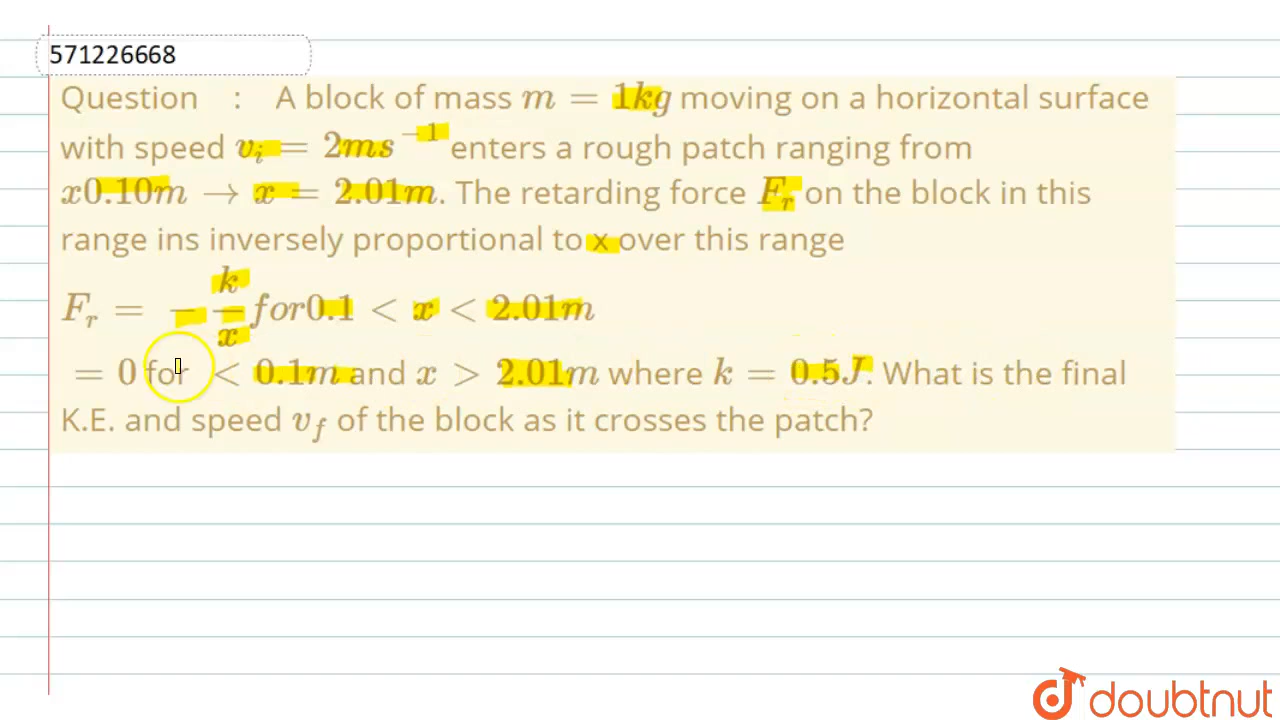 571226668
Question : A block of mass m = 1kg moving on a horizontal surface
with speed vᵢ = 2ms⁻¹ enters a rough patch ranging from
x0.10m → x = 2.01m. The retarding force Fᵣ on the block in this
range ins inversely proportional to x over this range
Fᵣ = −k/x for0.1 < x < 2.01m
= 0 for < 0.1m and x > 2.01m where k = 0.5J. What is the final
K.E. and speed v_f of the block as it crosses the patch?
doubtnut